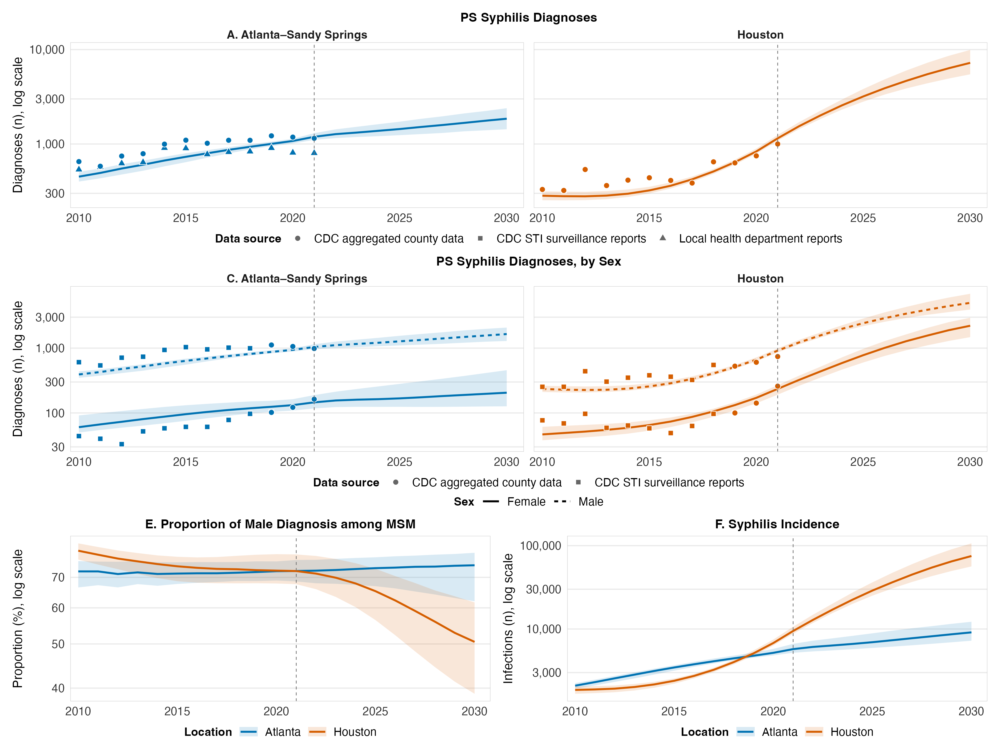 PS Syphilis Diagnoses
A. Atlanta–Sandy Springs
Houston
Diagnoses (n), log scale
10,000
3,000
1,000
300
2010
2015
2020
2025
2030
2010
2015
2020
2025
2030
Data source
CDC aggregated county data
CDC STI surveillance reports
Local health department reports
PS Syphilis Diagnoses, by Sex
C. Atlanta–Sandy Springs
Houston
Diagnoses (n), log scale
3,000
1,000
300
100
30
2010
2015
2020
2025
2030
2010
2015
2020
2025
2030
Data source
CDC aggregated county data
CDC STI surveillance reports
Sex
Female
Male
E. Proportion of Male Diagnosis among MSM
Proportion (%), log scale
70
60
50
40
2010
2015
2020
2025
2030
Location
Atlanta
Houston
F. Syphilis Incidence
Infections (n), log scale
100,000
30,000
10,000
3,000
2010
2015
2020
2025
2030
Location
Atlanta
Houston